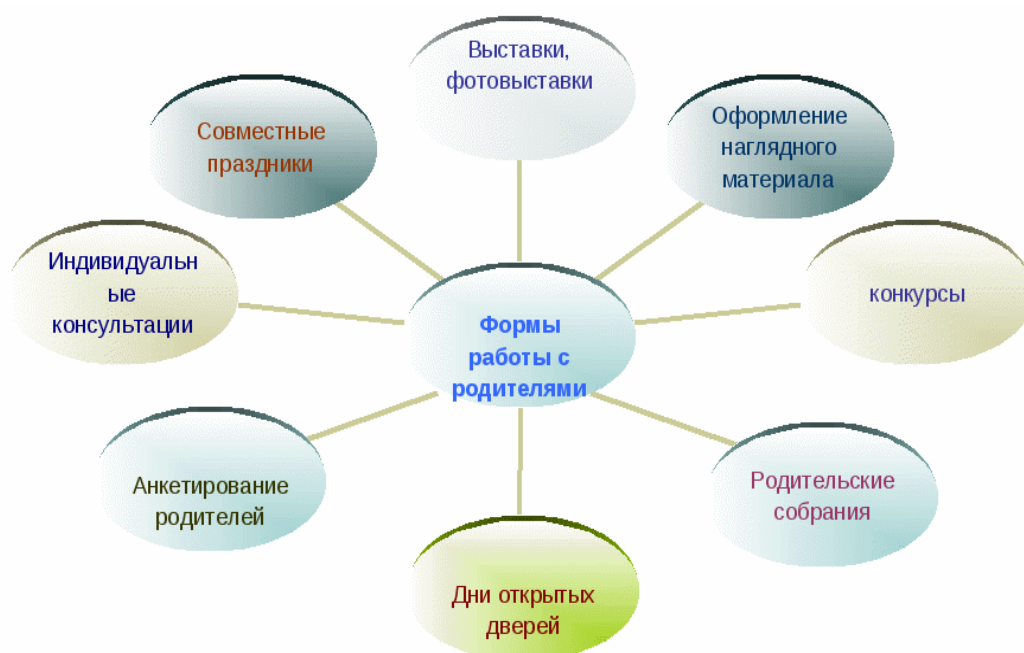 Выставки,
фотовыставки
Совместные
праздники
Оформление
наглядного
материала
Индивидуальн
ые
консультации
конкурсы
Формы
работы с
родителями
Анкетирование
родителей
Родительские
собрания
Дни открытых
дверей